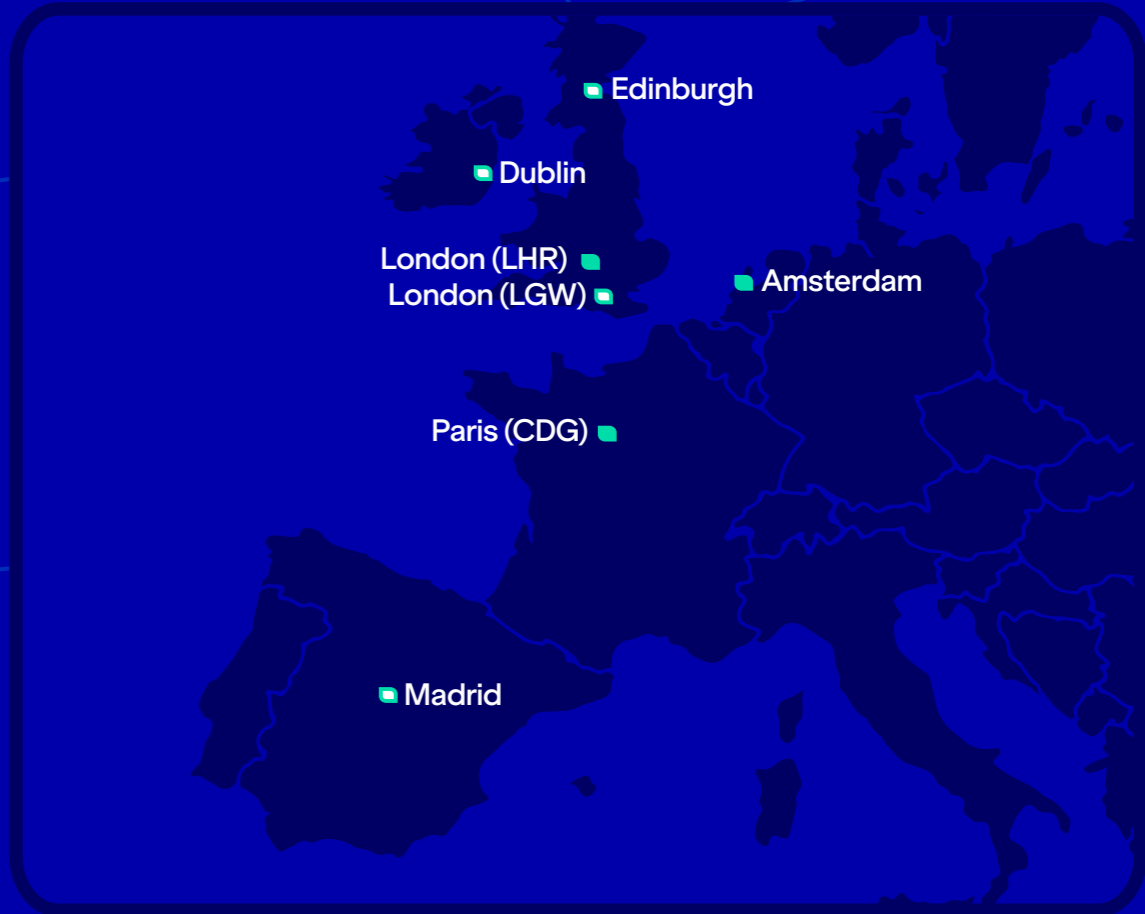 Edinburgh
Dublin
London (LHR)
London (LGW)
Amsterdam
Paris (CDG)
Madrid